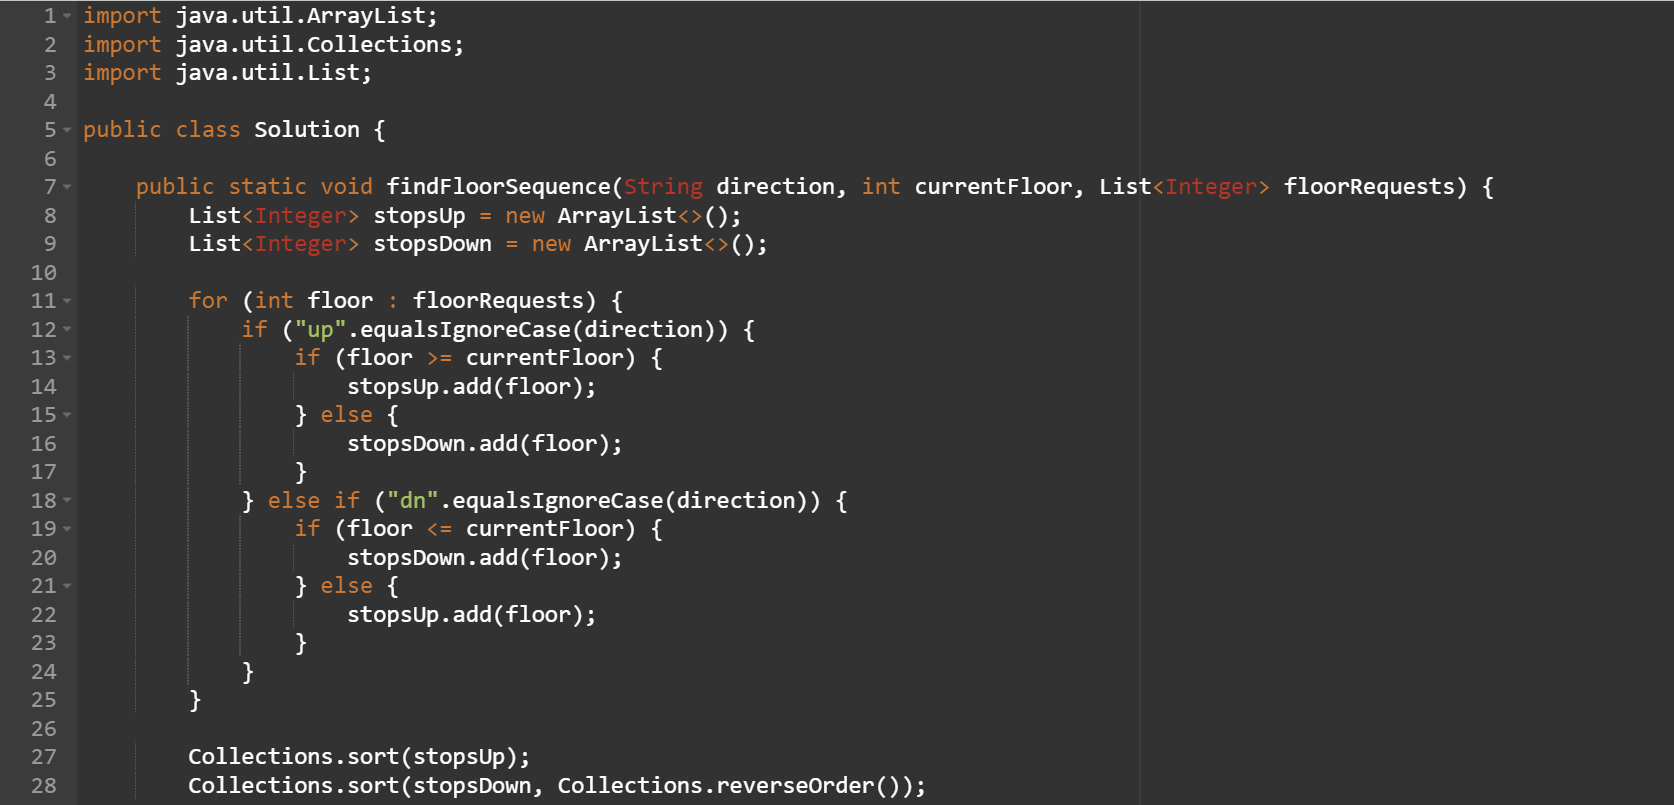 1 import java.util.ArrayList;
2 import java.util.Collections;
3 import java.util.List;
4
5 public class Solution {
6
7     public static void findFloorSequence(String direction, int currentFloor, List<Integer> floorRequests) {
8         List<Integer> stopsUp = new ArrayList<>();
9         List<Integer> stopsDown = new ArrayList<>();
10
11         for (int floor : floorRequests) {
12             if ("up".equalsIgnoreCase(direction)) {
13                 if (floor >= currentFloor) {
14                     stopsUp.add(floor);
15                 } else {
16                     stopsDown.add(floor);
17                 }
18             } else if ("dn".equalsIgnoreCase(direction)) {
19                 if (floor <= currentFloor) {
20                     stopsDown.add(floor);
21                 } else {
22                     stopsUp.add(floor);
23                 }
24             }
25         }
26
27         Collections.sort(stopsUp);
28         Collections.sort(stopsDown, Collections.reverseOrder());